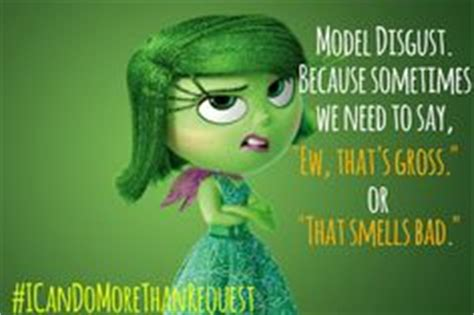 Model Disgust.
Because sometimes
we need to say,
"Ew, that's gross."
or
"That smells bad."
#ICanDoMoreThanRequest